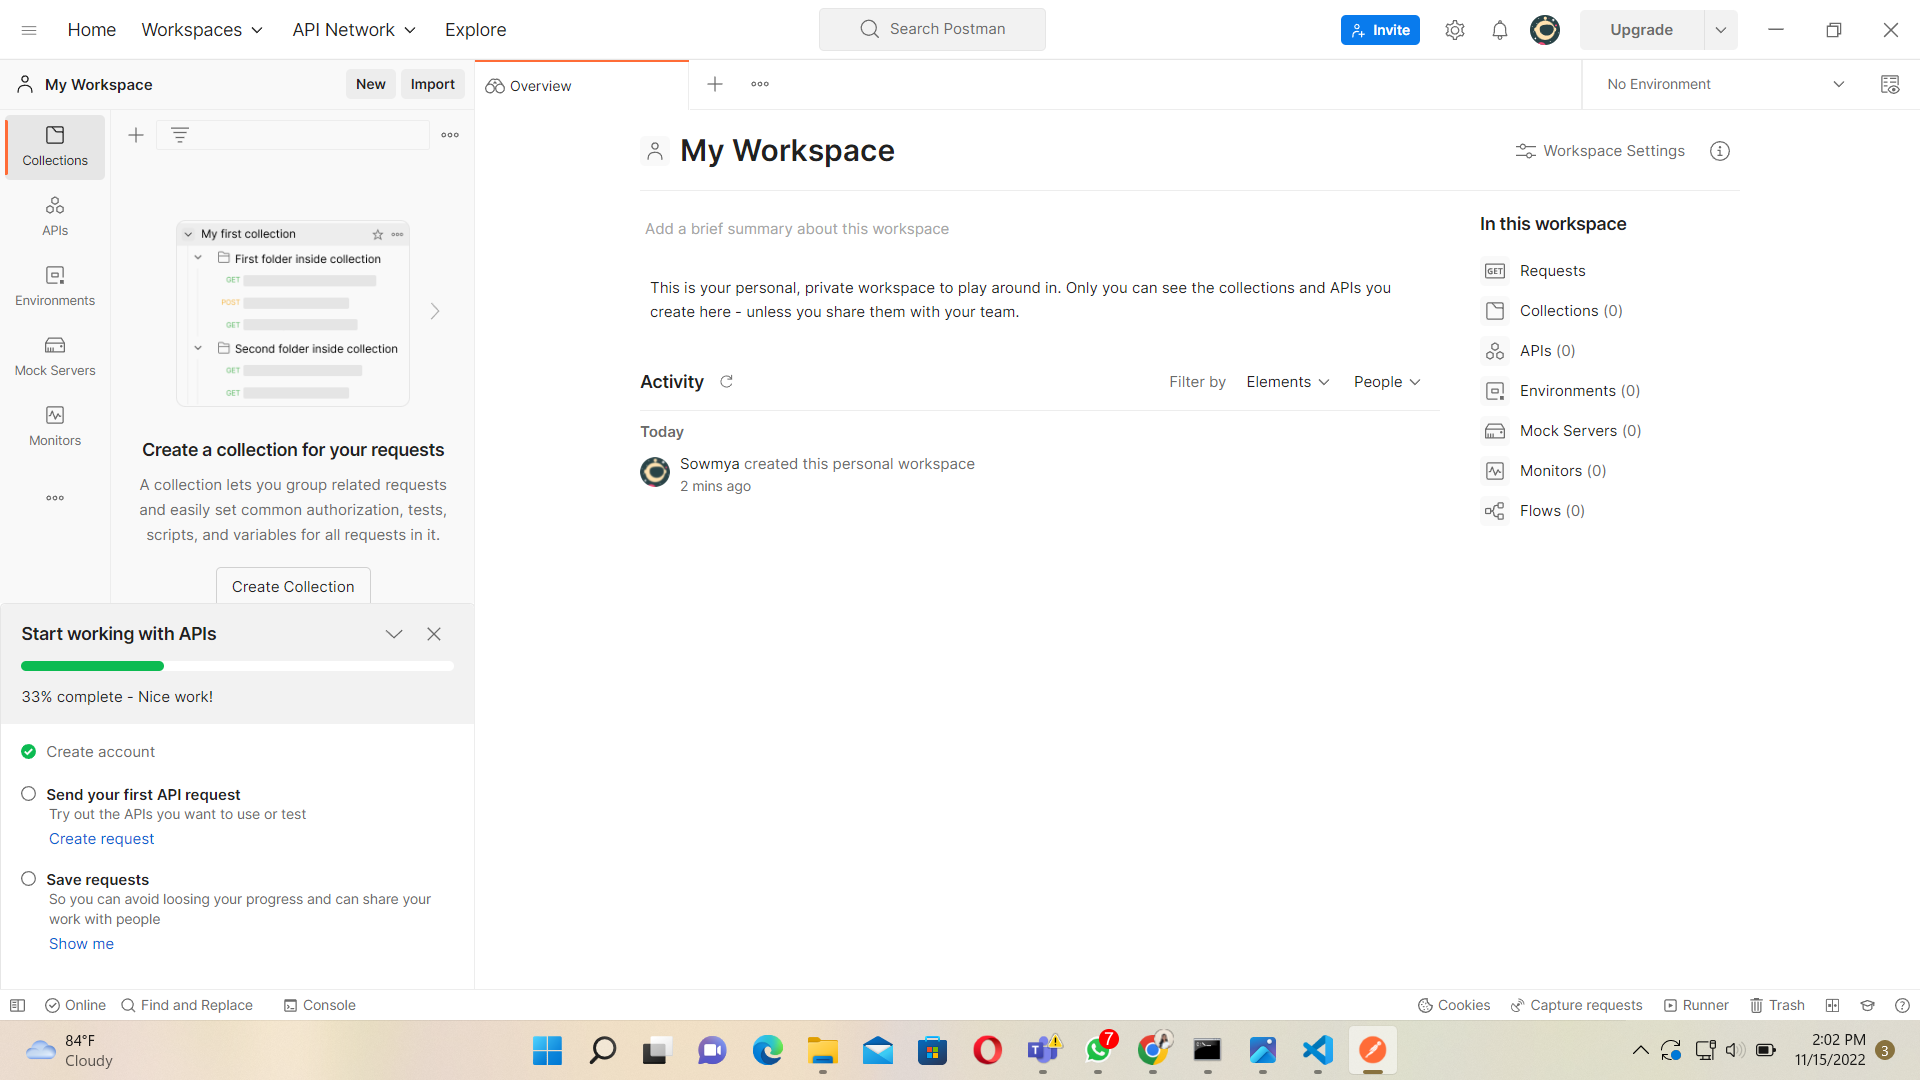 Home
Workspaces
API Network
Explore
Search Postman
Invite
Upgrade
My Workspace
New
Import
Overview
No Environment
Collections
APIs
Environments
Mock Servers
Monitors
My first collection
First folder inside collection
GET
POST
GET
Second folder inside collection
GET
GET
Create a collection for your requests
A collection lets you group related requests
and easily set common authorization, tests,
scripts, and variables for all requests in it.
Create Collection
Start working with APIs
33% complete - Nice work!
Create account
Send your first API request
Try out the APIs you want to use or test
Create request
Save requests
So you can avoid loosing your progress and can share your
work with people
Show me
My Workspace
Workspace Settings
Add a brief summary about this workspace
This is your personal, private workspace to play around in. Only you can see the collections and APIs you
create here - unless you share them with your team.
Activity
Filter by
Elements
People
Today
Sowmya created this personal workspace
2 mins ago
In this workspace
GET
Requests
Collections (0)
APIs (0)
Environments (0)
Mock Servers (0)
Monitors (0)
Flows (0)
Online
Find and Replace
Console
Cookies
Capture requests
Runner
Trash
84°F
Cloudy
7
2:02 PM
11/15/2022
3